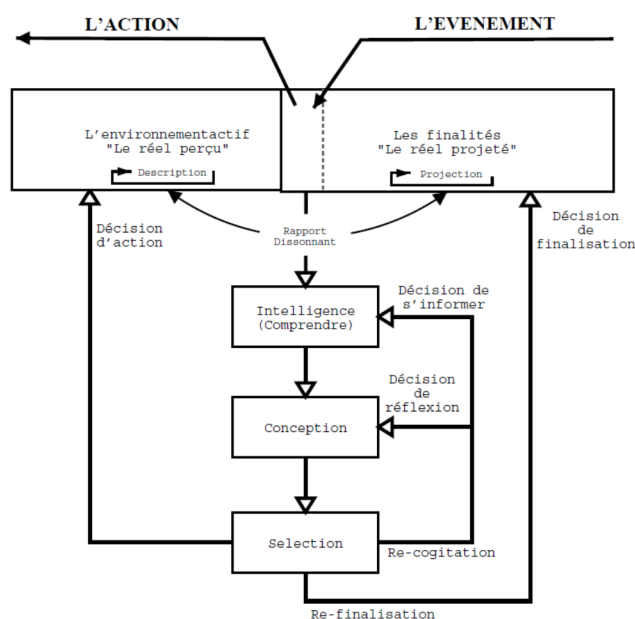 L'ACTION
L'EVENEMENT
L'environnementactif
"Le réel perçu"
Description
Les finalités
"Le réel projeté"
Projection
Décision
d'action
Rapport
Dissonnant
Décision
de
finalisation
Intelligence
(Comprendre)
Décision de
s'informer
Décision
de
réflexion
Conception
Selection
Re-cogitation
Re-finalisation